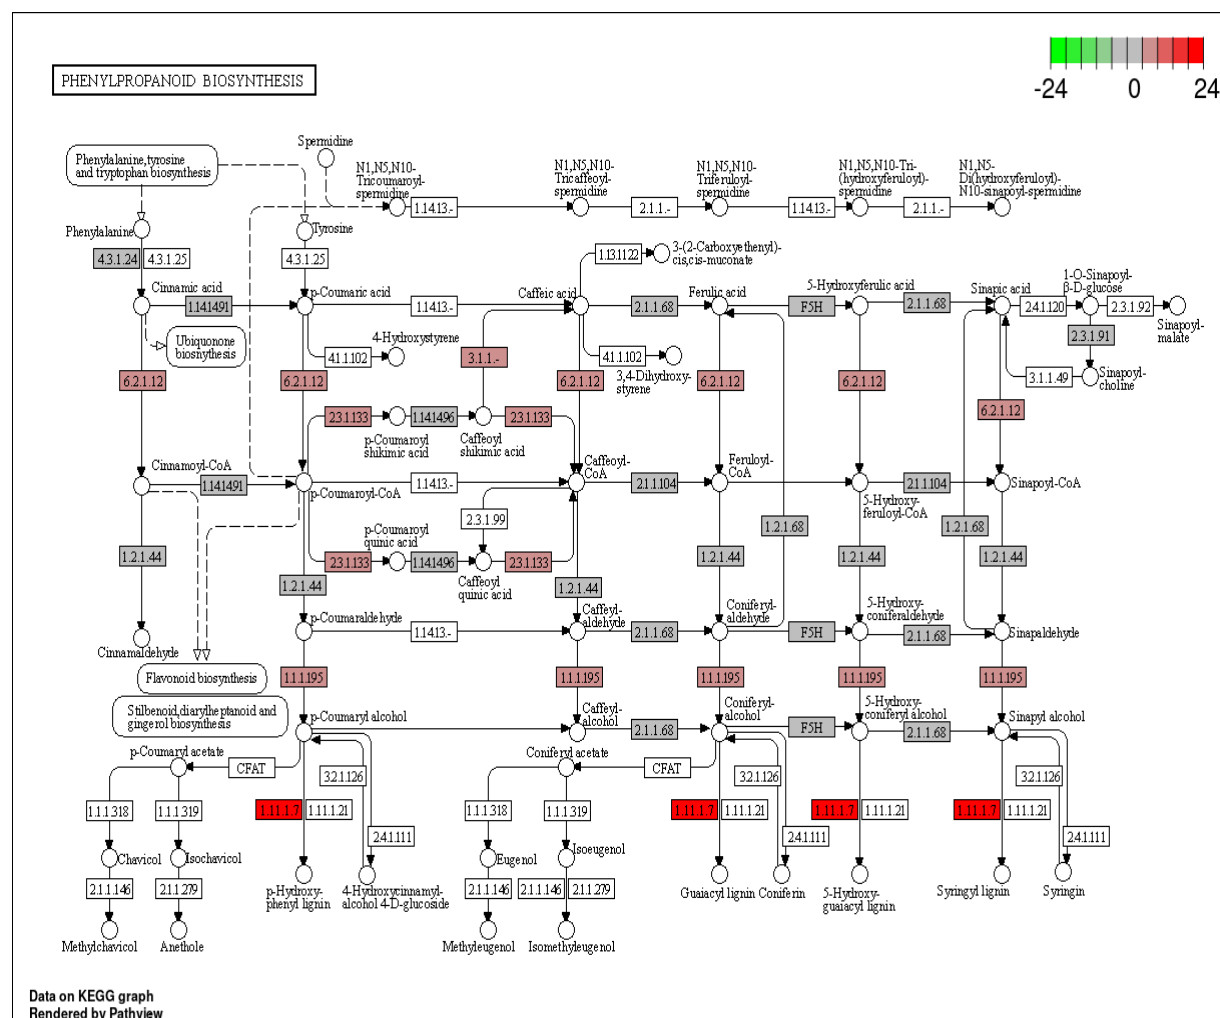 PHENYLPROPANOID BIOSYNTHESIS
-24 0 24
Phenylalanine,tyrosine
and tryptophan biosynthesis
Spermidine
N1,N5,N10-
Tricoumaroyl-
spermidine
N1,N5,N10-
Tricaffeoyl-
spermidine
N1,N5,N10-
Triferuloyl-
spermidine
N1,N5,N10-Tri-
(hydroxyferuloyl)-
spermidine
N1,N5-
Di(hydroxyferuloyl)-
N10-sinapoyl-spermidine
1.14.13.-
2.1.1.-
1.14.13.-
2.1.1.-
Phenylalanine
Tyrosine
4.3.1.24
4.3.1.25
4.3.1.25
1.13.11.22
3-(2-Carboxyethenyl)-
cis,cis-muconate
Cinnamic acid
1.14.14.91
p-Coumaric acid
1.14.13.-
Caffeic acid
2.1.1.68
Ferulic acid
F5H
5-Hydroxyferulic acid
2.1.1.68
Sinapic acid
2.4.1.120
1-O-Sinapoyl-
β-D-glucose
2.3.1.92
Sinapoyl-
malate
2.3.1.91
Ubiquonone
biosnythesis
4-Hydroxystyrene
4.1.1.102
3.1.1.-
4.1.1.102
3,4-Dihydroxy-
styrene
3.1.1.49
Sinapoyl-
choline
6.2.1.12
6.2.1.12
6.2.1.12
6.2.1.12
6.2.1.12
6.2.1.12
2.3.1.133
1.14.14.96
2.3.1.133
p-Coumaroyl
shikimic acid
Caffeoyl
shikimic acid
Cinnamoyl-CoA
1.14.14.91
p-Coumaroyl-CoA
1.14.13.-
Caffeoyl-
CoA
2.1.1.104
Feruloyl-
CoA
5-Hydroxy-
feruloyl-CoA
2.1.1.104
Sinapoyl-CoA
2.3.1.99
p-Coumaroyl
quinic acid
1.2.1.68
1.2.1.68
2.3.1.133
1.14.14.96
2.3.1.133
Caffeoyl
quinic acid
1.2.1.44
1.2.1.44
1.2.1.44
1.2.1.44
1.2.1.44
1.2.1.44
Cinnamaldehyde
p-Coumaraldehyde
1.14.13.-
Caffeyl-
aldehyde
2.1.1.68
Coniferyl-
aldehyde
F5H
5-Hydroxy-
coniferaldehyde
2.1.1.68
Sinapaldehyde
Flavonoid biosynthesis
1.1.1.195
1.1.1.195
1.1.1.195
1.1.1.195
1.1.1.195
Stilbenoid,diarylheptanoid and
gingerol biosynthesis
p-Coumaryl alcohol
Caffeyl-
alcohol
2.1.1.68
Coniferyl-
alcohol
F5H
5-Hydroxy-
coniferyl alcohol
2.1.1.68
Sinapyl alcohol
p-Coumaryl acetate
CFAT
Coniferyl acetate
CFAT
3.2.1.126
3.2.1.126
3.2.1.126
1.1.1.318
1.1.1.319
1.11.1.7
1.11.1.21
1.1.1.318
1.1.1.319
1.11.1.7
1.11.1.21
1.11.1.7
1.11.1.21
1.11.1.7
1.11.1.21
2.4.1.111
2.4.1.111
2.4.1.111
Chavicol
Isochavicol
Eugenol
Isoeugenol
2.1.1.146
2.1.1.279
2.1.1.146
2.1.1.146
2.1.1.279
p-Hydroxy-
phenyl lignin
4-Hydroxycinnamyl-
alcohol 4-D-glucoside
Guaiacyl lignin
Coniferin
5-Hydroxy-
guaiacyl lignin
Syringyl lignin
Syringin
Methylchavicol
Anethole
Methyleugenol
Isomethyleugenol
Data on KEGG graph
Rendered by Pathview